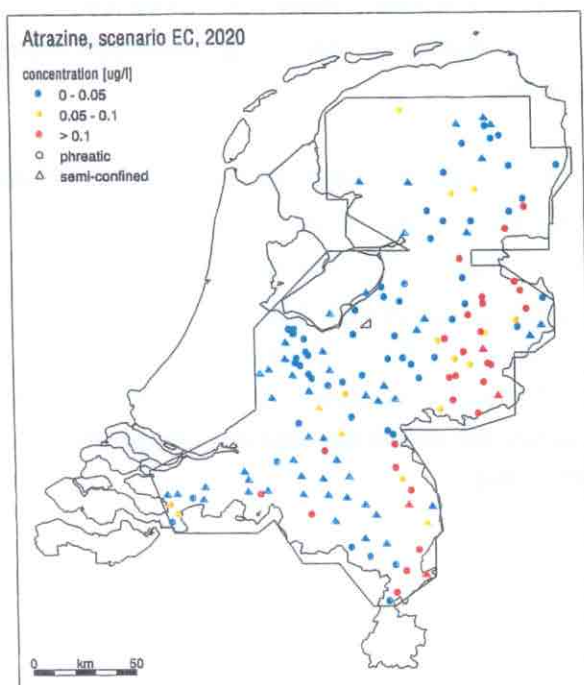 Atrazine, scenario EC, 2020
concentration [ug/l]
0 - 0.05
0.05 - 0.1
> 0.1
phreatic
semi-confined
0 km 50